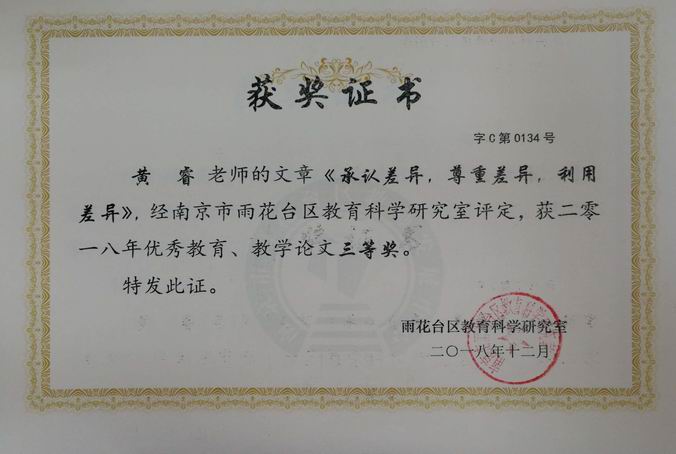 获奖证书
字C第0134号
黄 睿 老师的文章《承认差异，尊重差异，利用
差异》，经南京市雨花台区教育科学研究室评定，获二零
一八年优秀教育、教学论文三等奖。
特发此证。
雨花台区教育科学研究室
二〇一八年十二月